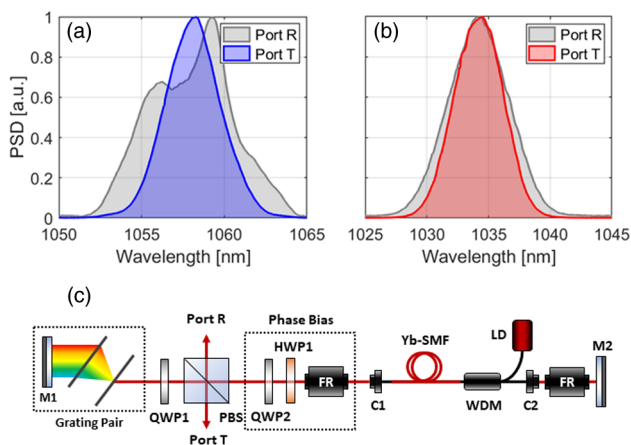 (a)
Port R
Port T
(b)
Port R
Port T
PSD [a.u.]
1
0.8
0.6
0.4
0.2
0
1050 1055 1060 1065
Wavelength [nm]
1025 1030 1035 1040 1045
Wavelength [nm]
(c)
Port R
Phase Bias
Yb-SMF
LD
M2
HWP1
FR
FR
M1
Grating Pair
QWP1
PBS
QWP2
C1
WDM
C2
Port T